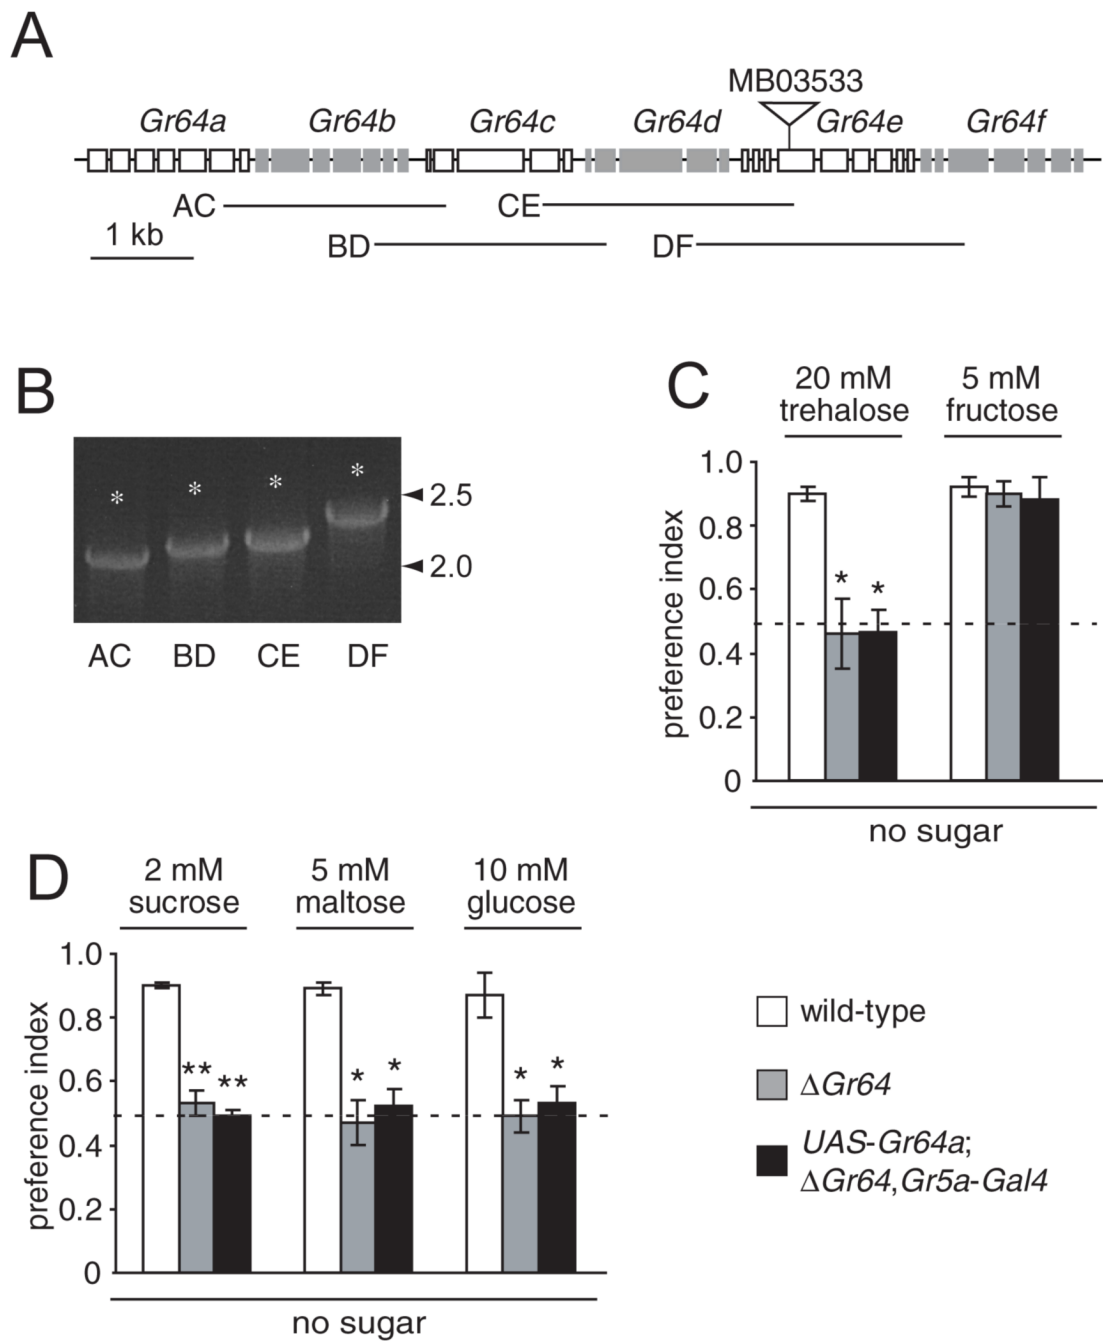 A
MB03533
Gr64a Gr64b Gr64c Gr64d Gr64e Gr64f
AC CE
1 kb
BD DF
B
* * * *
2.5
2.0
AC BD CE DF
C
20 mM 5 mM
trehalose fructose
1.0
0.8
0.6
0.4
0.2
0
preference index
* *
no sugar
D
2 mM 5 mM 10 mM
sucrose maltose glucose
1.0
0.8
0.6
0.4
0.2
0
preference index
** ** * * * *
no sugar
wild-type
ΔGr64
UAS-Gr64a;
ΔGr64,Gr5a-Gal4